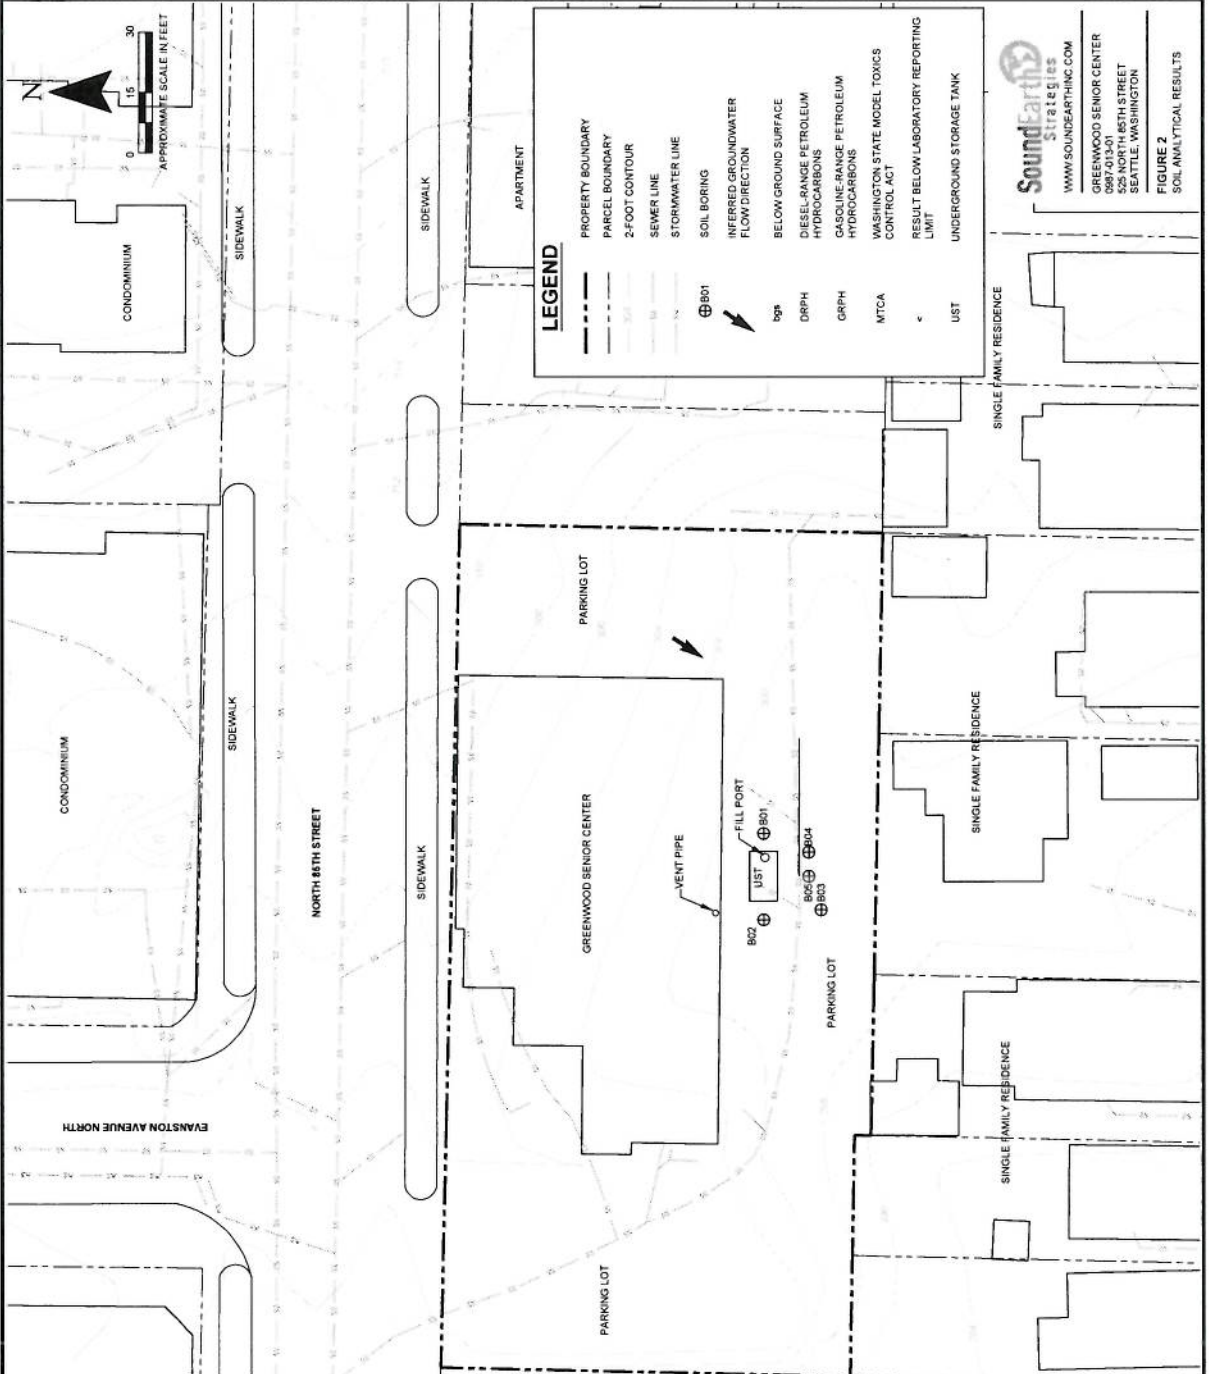 N
0 15 30
APPROXIMATE SCALE IN FEET
CONDOMINIUM
CONDOMINIUM
SIDEWALK
SIDEWALK
EVANSTON AVENUE NORTH
NORTH 85TH STREET
SIDEWALK
SIDEWALK
APARTMENT
PARKING LOT
GREENWOOD SENIOR CENTER
PARKING LOT
VENT PIPE
FILL PORT
UST
B01
B02
B05
B04
B03
PARKING LOT
SINGLE FAMILY RESIDENCE
SINGLE FAMILY RESIDENCE
SINGLE FAMILY RESIDENCE
LEGEND
PROPERTY BOUNDARY
PARCEL BOUNDARY
2-FOOT CONTOUR
SEWER LINE
STORMWATER LINE
B01 SOIL BORING
INFERRED GROUNDWATER
FLOW DIRECTION
bgs BELOW GROUND SURFACE
DRPH DIESEL-RANGE PETROLEUM
HYDROCARBONS
GRPH GASOLINE-RANGE PETROLEUM
HYDROCARBONS
MTCA WASHINGTON STATE MODEL TOXICS
CONTROL ACT
< RESULT BELOW LABORATORY REPORTING
LIMIT
UST UNDERGROUND STORAGE TANK
SoundEarth
Strategies
WWW.SOUNDEARTHINC.COM
GREENWOOD SENIOR CENTER
0987-013-01
525 NORTH 85TH STREET
SEATTLE, WASHINGTON
FIGURE 2
SOIL ANALYTICAL RESULTS